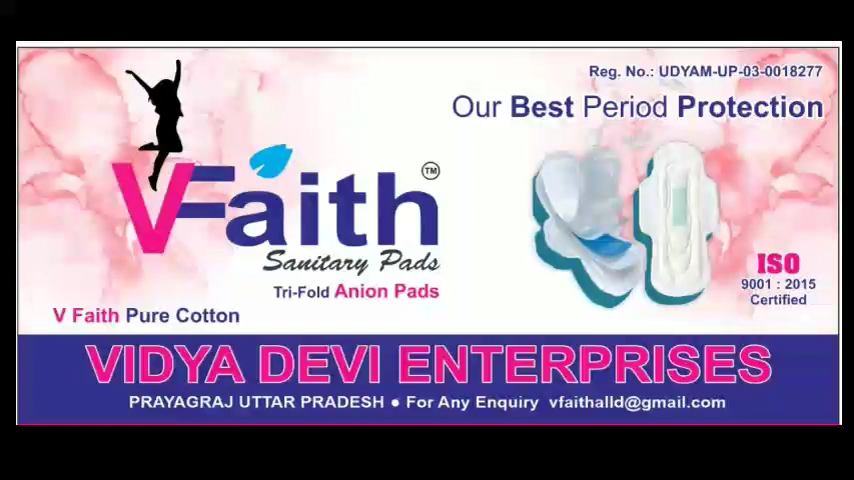 Reg. No.: UDYAM-UP-03-0018277
Our Best Period Protection
VFaith TM
Sanitary Pads
Tri-Fold Anion Pads
V Faith Pure Cotton
ISO
9001 : 2015
Certified
VIDYA DEVI ENTERPRISES
PRAYAGRAJ UTTAR PRADESH ● For Any Enquiry vfaithalld@gmail.com